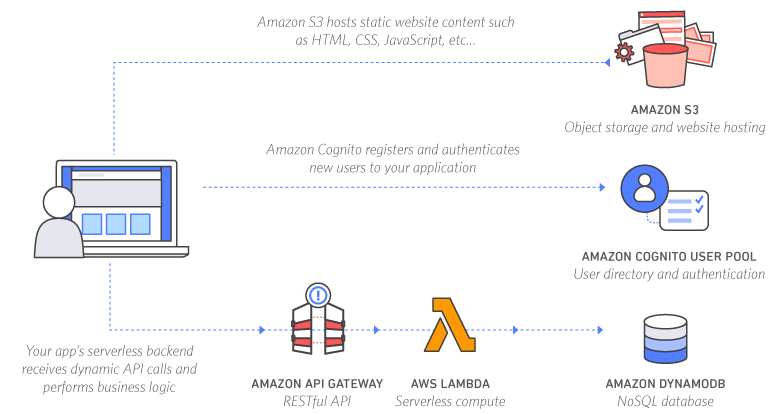 Amazon S3 hosts static website content such
as HTML, CSS, JavaScript, etc...
AMAZON S3
Object storage and website hosting
Amazon Cognito registers and authenticates
new users to your application
AMAZON COGNITO USER POOL
User directory and authentication
Your app's serverless backend
receives dynamic API calls and
performs business logic
AMAZON API GATEWAY
RESTful API
AWS LAMBDA
Serverless compute
AMAZON DYNAMODB
NoSQL database